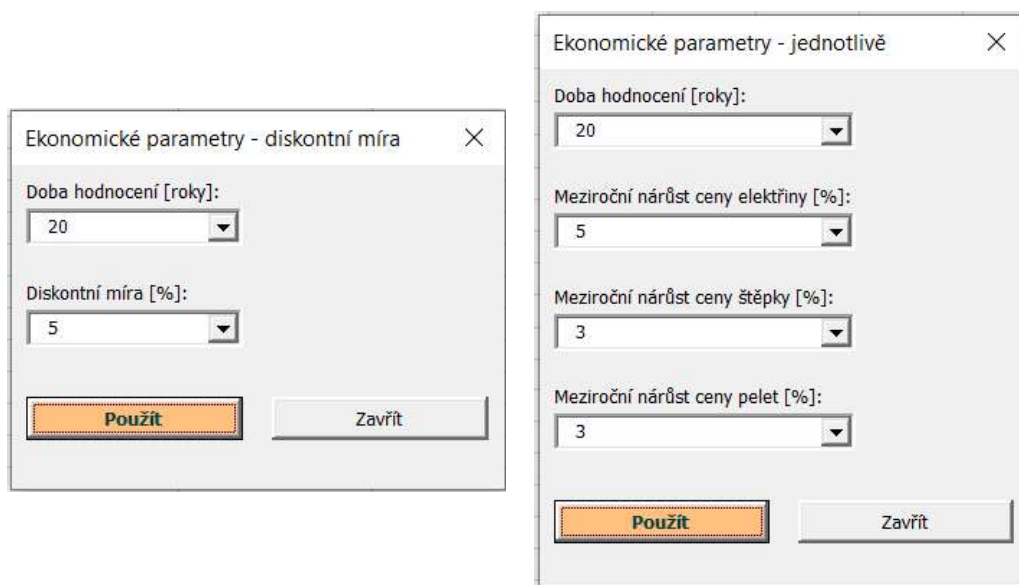 Ekonomické parametry - diskontní míra
Doba hodnocení [roky]:
20
Diskontní míra [%]:
5
Použít
Zavřít
Ekonomické parametry - jednotlivě
Doba hodnocení [roky]:
20
Meziroční nárůst ceny elektřiny [%]:
5
Meziroční nárůst ceny štěpky [%]:
3
Meziroční nárůst ceny pelet [%]:
3
Použít
Zavřít